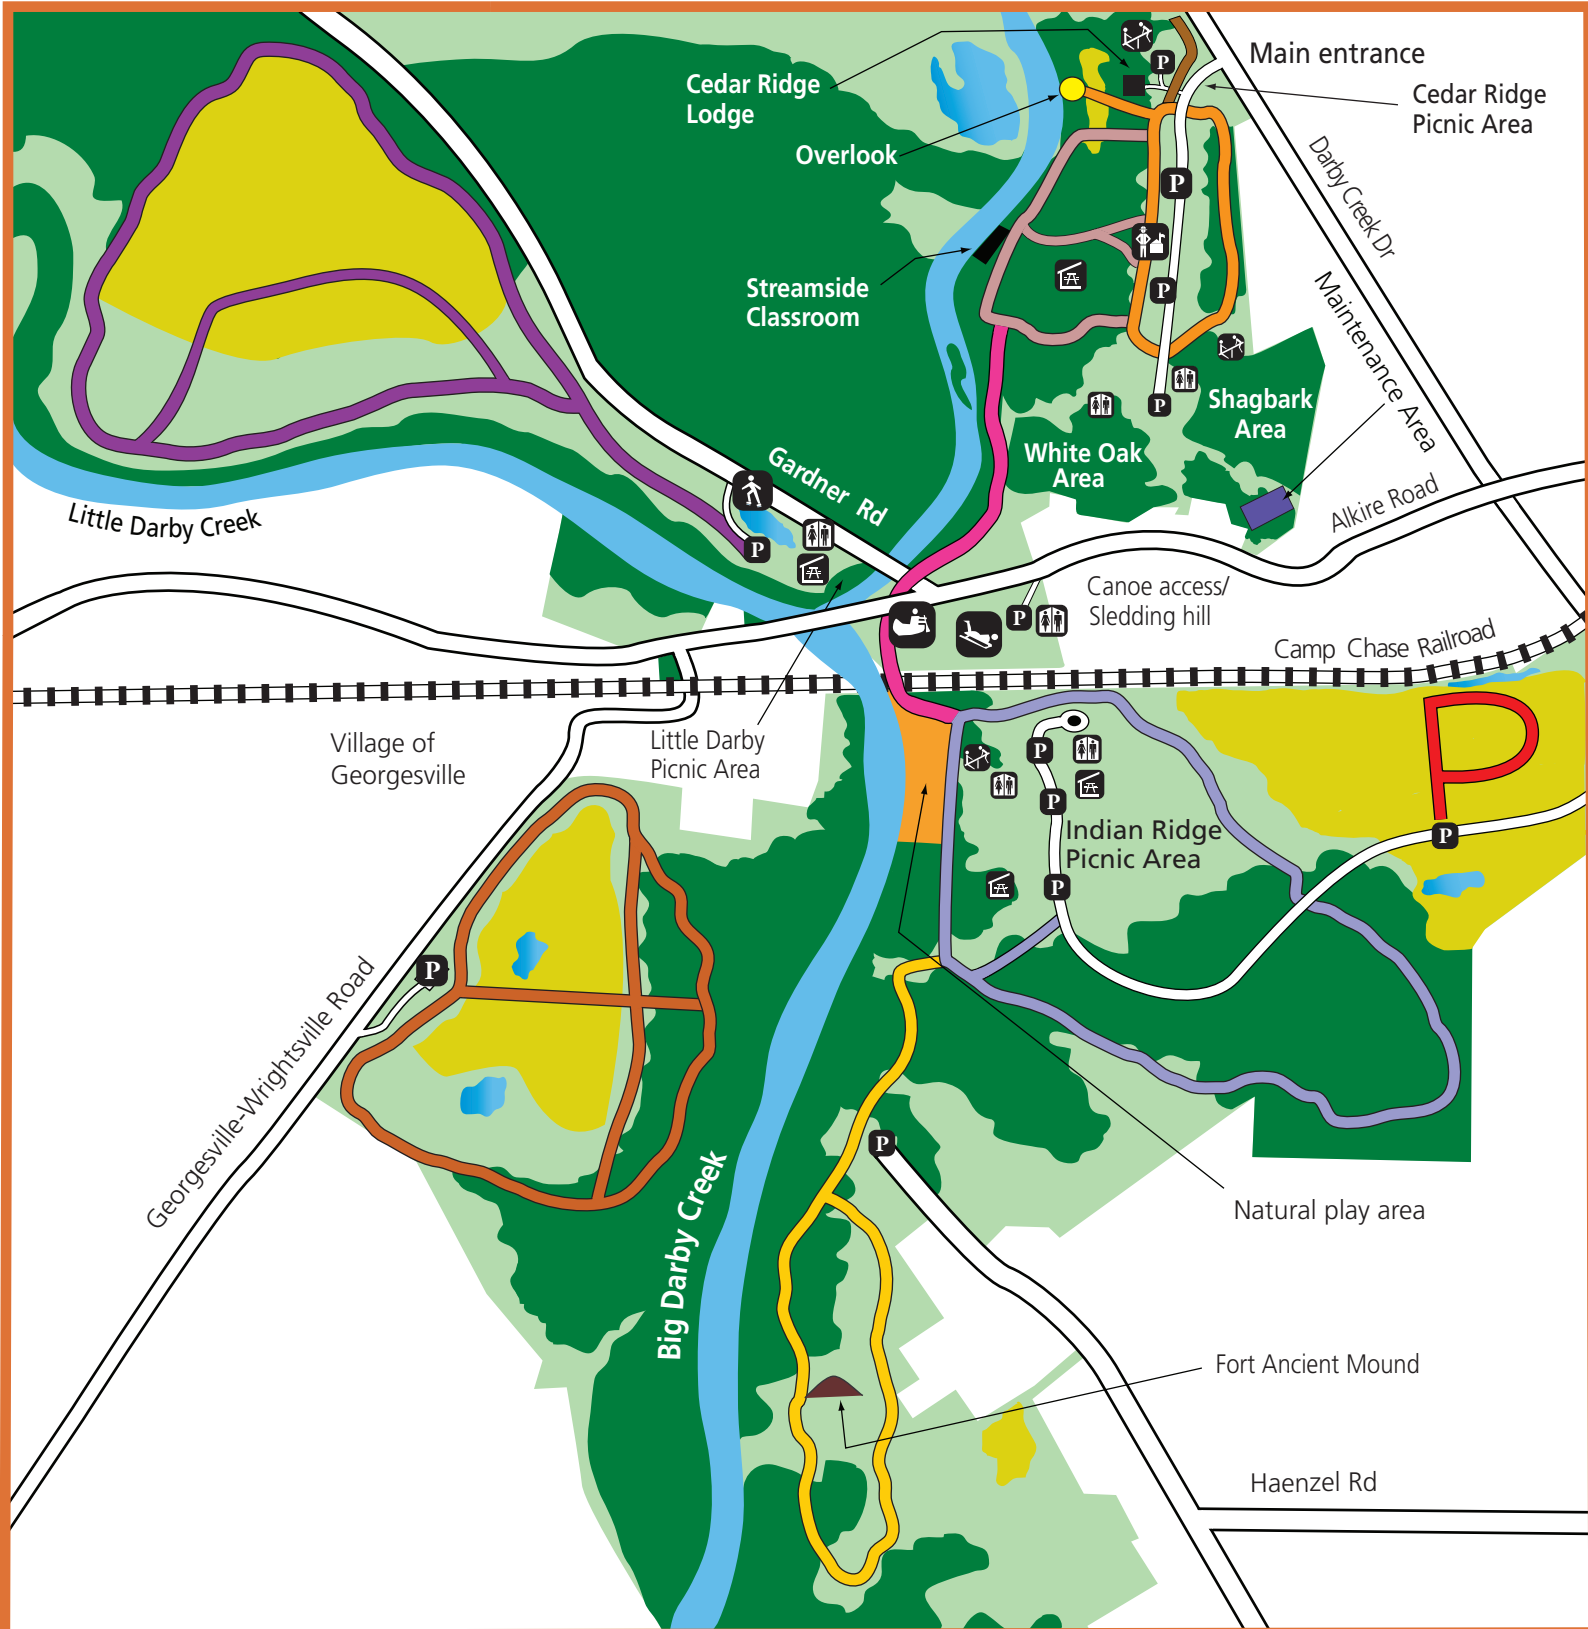 Main entrance
Cedar Ridge
Lodge
Cedar Ridge
Picnic Area
Overlook
Darby Creek Dr
Streamside
Classroom
Maintenance Area
Shagbark
Area
White Oak
Area
Gardner Rd
Alkire Road
Little Darby Creek
Canoe access/
Sledding hill
Camp Chase Railroad
Village of
Georgesville
Little Darby
Picnic Area
Indian Ridge
Picnic Area
Georgesville-Wrightsville Road
Big Darby Creek
Natural play area
Fort Ancient Mound
Haenzel Rd
P
P
P
P
P
P
P
P
P
P
P
P
P
P